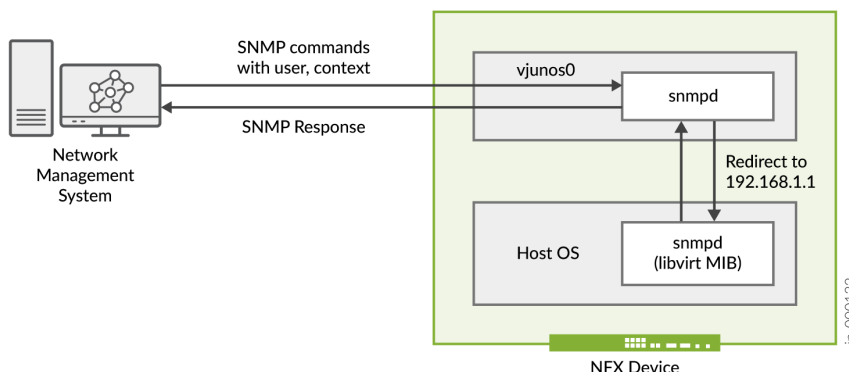 SNMP commands
with user, context
SNMP Response
Network
Management
System
vjunos0
snmpd
Redirect to
192.168.1.1
Host OS
snmpd
(libvirt MIB)
NFX Device